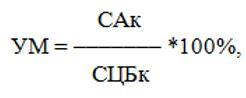 САк
УМ = ——— *100%,
СЦБк